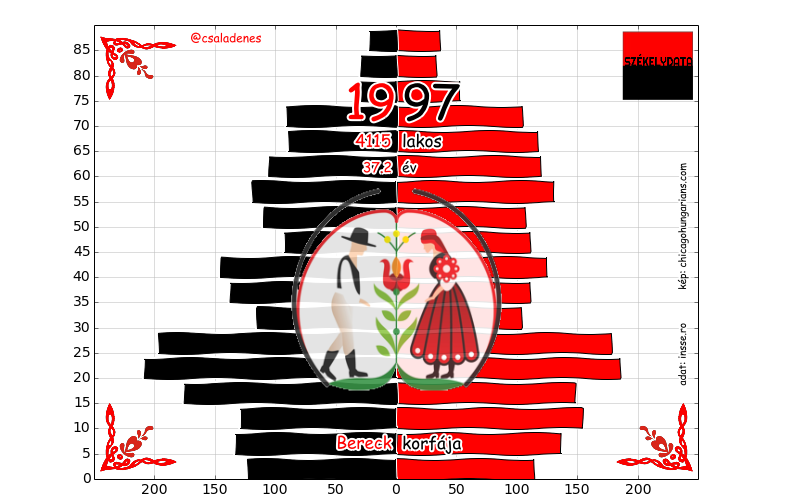 @csaladenes
SZÉKELYDATA
1997
4115 lakos
37.2 év
kép: chicagohungarians.com
adat: insse.ro
Bereck korfája
85
80
75
70
65
60
55
50
45
40
35
30
25
20
15
10
5
0
200 150 100 50 0 50 100 150 200